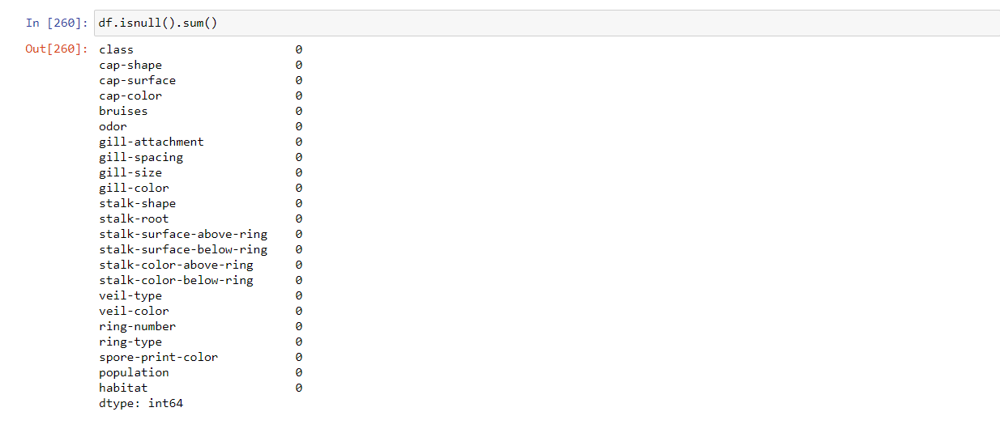 In [260]: df.isnull().sum()
Out[260]: class 0
cap-shape 0
cap-surface 0
cap-color 0
bruises 0
odor 0
gill-attachment 0
gill-spacing 0
gill-size 0
gill-color 0
stalk-shape 0
stalk-root 0
stalk-surface-above-ring 0
stalk-surface-below-ring 0
stalk-color-above-ring 0
stalk-color-below-ring 0
veil-type 0
veil-color 0
ring-number 0
ring-type 0
spore-print-color 0
population 0
habitat 0
dtype: int64